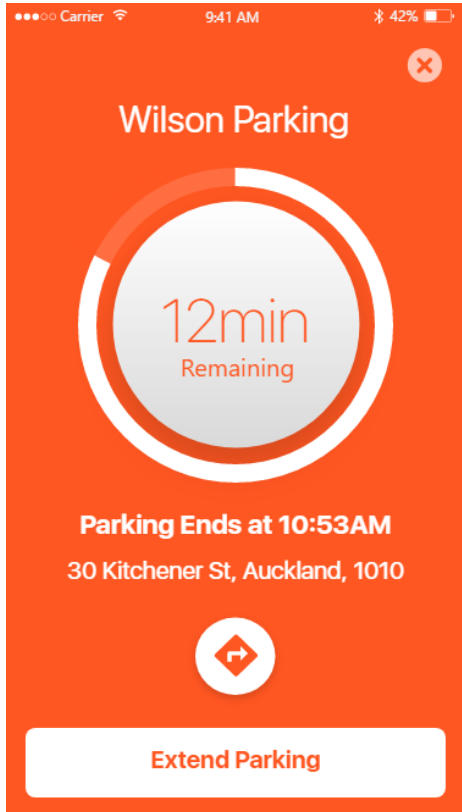 Carrier 9:41 AM 42%
Wilson Parking
12min
Remaining
Parking Ends at 10:53AM
30 Kitchener St, Auckland, 1010
Extend Parking